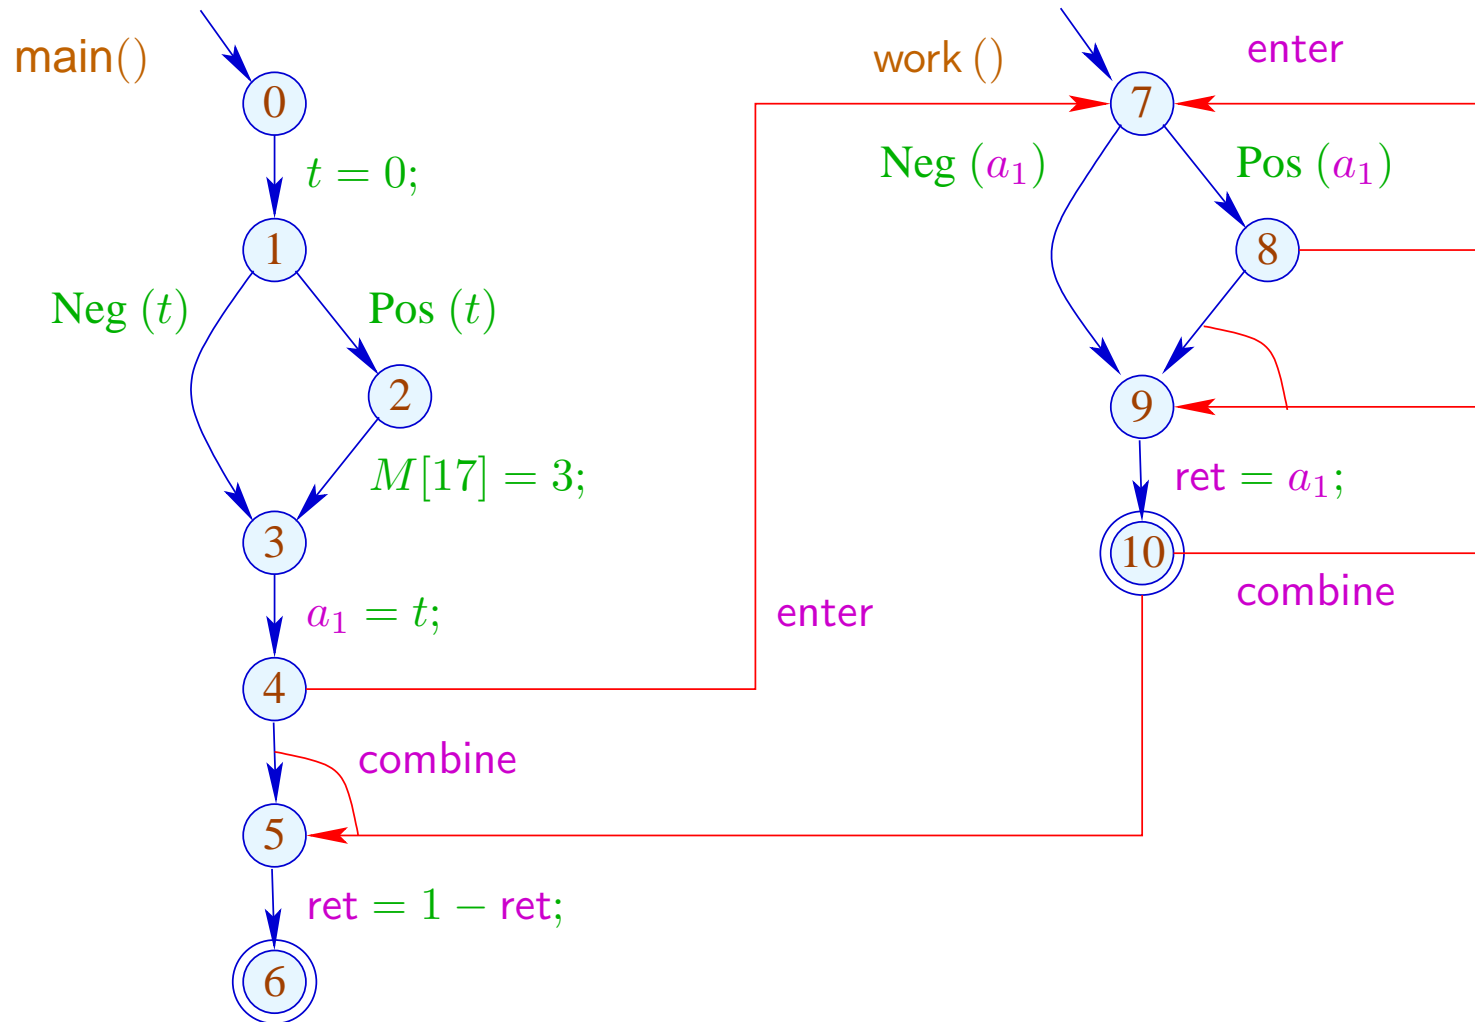 main()
0
t = 0;
1
Neg (t)
Pos (t)
2
M[17] = 3;
3
a₁ = t;
4
enter
combine
5
ret = 1 − ret;
6
work ()
enter
7
Neg (a₁)
Pos (a₁)
8
9
ret = a₁;
10
combine